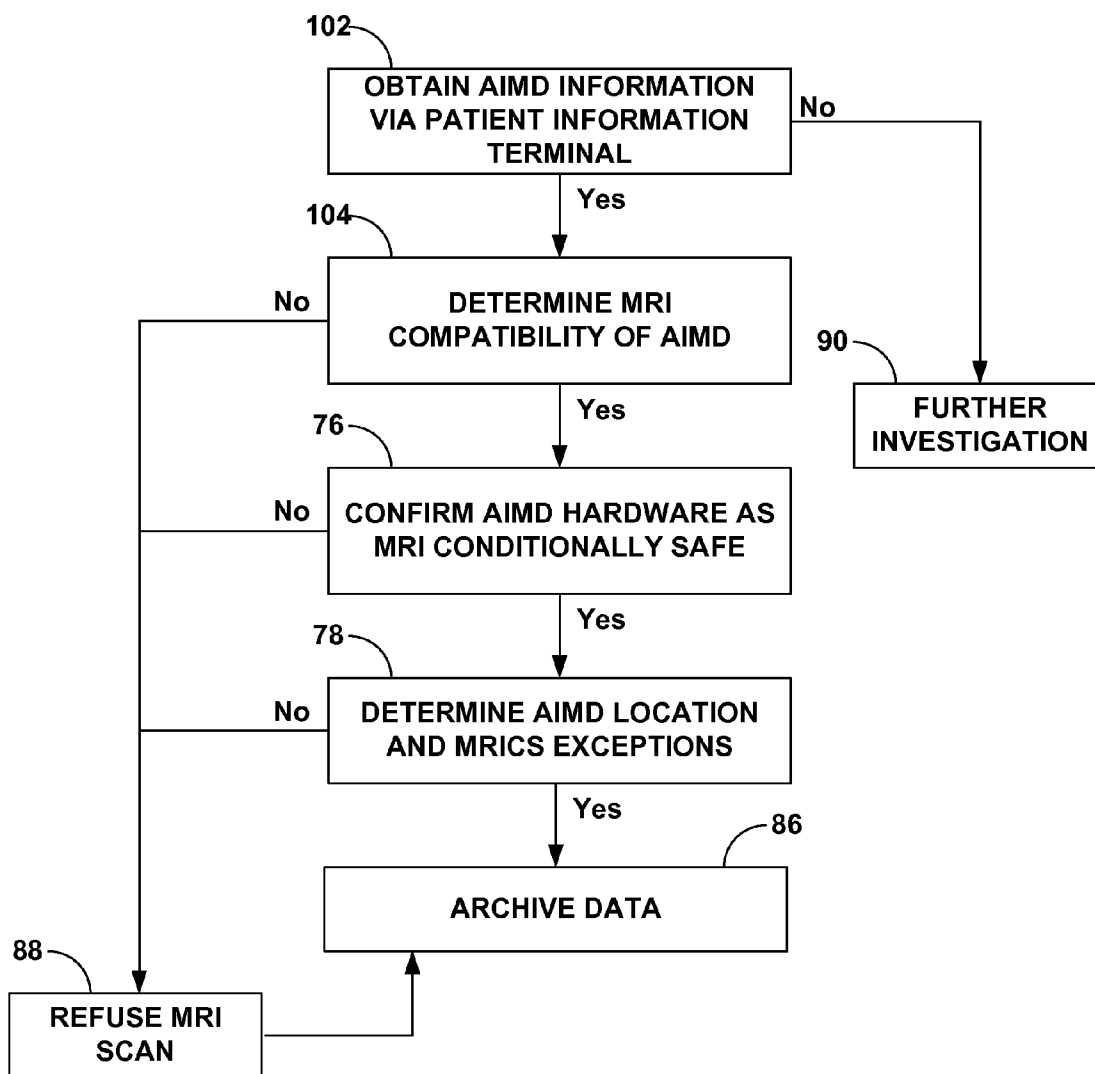 102
OBTAIN AIMD INFORMATION
VIA PATIENT INFORMATION
TERMINAL
No
Yes
104
No
DETERMINE MRI
COMPATIBILITY OF AIMD
90
FURTHER
INVESTIGATION
Yes
76
No
CONFIRM AIMD HARDWARE AS
MRI CONDITIONALLY SAFE
Yes
78
No
DETERMINE AIMD LOCATION
AND MRICS EXCEPTIONS
Yes
86
ARCHIVE DATA
88
REFUSE MRI
SCAN